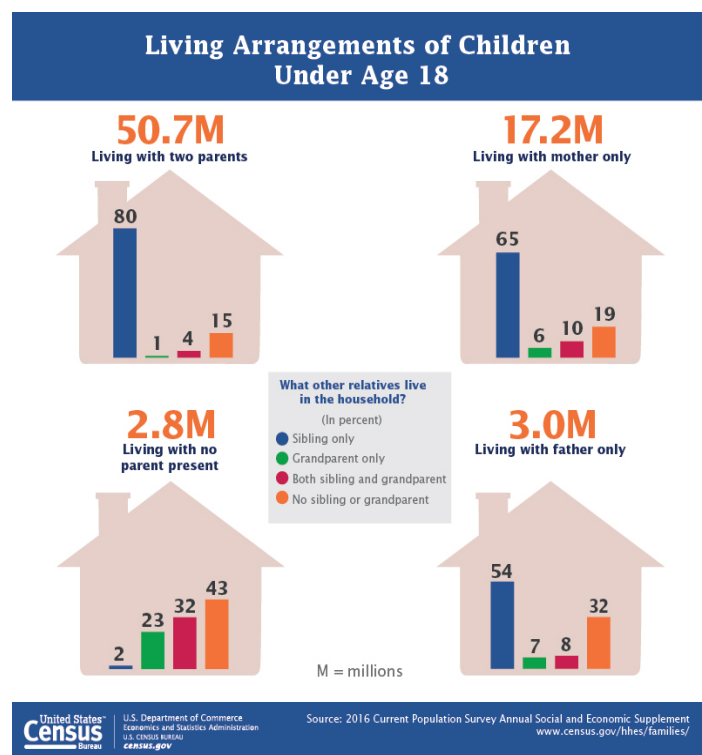 Living Arrangements of Children
Under Age 18
50.7M
Living with two parents
80
1
4
15
17.2M
Living with mother only
65
6
10
19
What other relatives live
in the household?
(In percent)
Sibling only
Grandparent only
Both sibling and grandparent
No sibling or grandparent
2.8M
Living with no
parent present
2
23
32
43
3.0M
Living with father only
54
7
8
32
M = millions
United States™
Census
Bureau
U.S. Department of Commerce
Economics and Statistics Administration
U.S. CENSUS BUREAU
census.gov
Source: 2016 Current Population Survey Annual Social and Economic Supplement
www.census.gov/hhes/families/